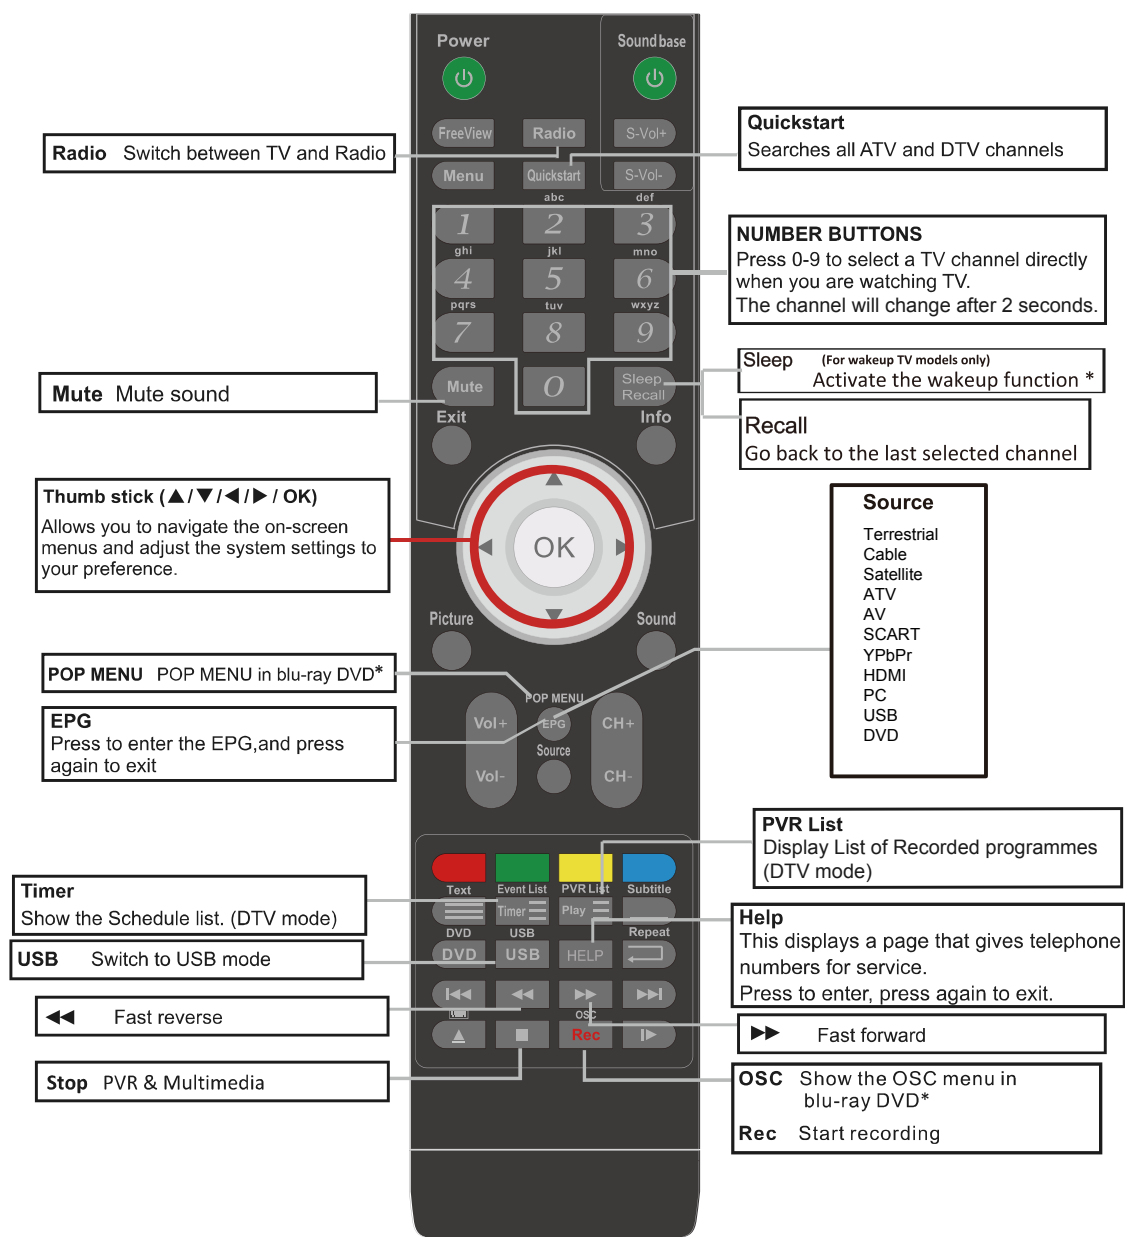 Power
Sound base
FreeView
Radio
S-Vol+
Menu
Quickstart
S-Vol-
abc
def
1
2
3
ghi
jkl
mno
4
5
6
pqrs
tuv
wxyz
7
8
9
Mute
0
Sleep
Recall
Exit
Info
OK
Picture
Sound
POP MENU
Vol+
EPG
CH+
Source
Vol-
CH-
Text
Event List
PVR List
Subtitle
Timer
Play
DVD
USB
Repeat
DVD
USB
HELP
OSC
Rec
Radio Switch between TV and Radio
Mute Mute sound
Thumb stick (▲/▼/◀/▶/ OK)
Allows you to navigate the on-screen
menus and adjust the system settings to
your preference.
POP MENU POP MENU in blu-ray DVD*
EPG
Press to enter the EPG,and press
again to exit
Timer
Show the Schedule list. (DTV mode)
USB Switch to USB mode
◀◀ Fast reverse
Stop PVR & Multimedia
Quickstart
Searches all ATV and DTV channels
NUMBER BUTTONS
Press 0-9 to select a TV channel directly
when you are watching TV.
The channel will change after 2 seconds.
Sleep (For wakeup TV models only)
Activate the wakeup function *
Recall
Go back to the last selected channel
Source
Terrestrial
Cable
Satellite
ATV
AV
SCART
YPbPr
HDMI
PC
USB
DVD
PVR List
Display List of Recorded programmes
(DTV mode)
Help
This displays a page that gives telephone
numbers for service.
Press to enter, press again to exit.
▶▶ Fast forward
OSC Show the OSC menu in
blu-ray DVD*
Rec Start recording